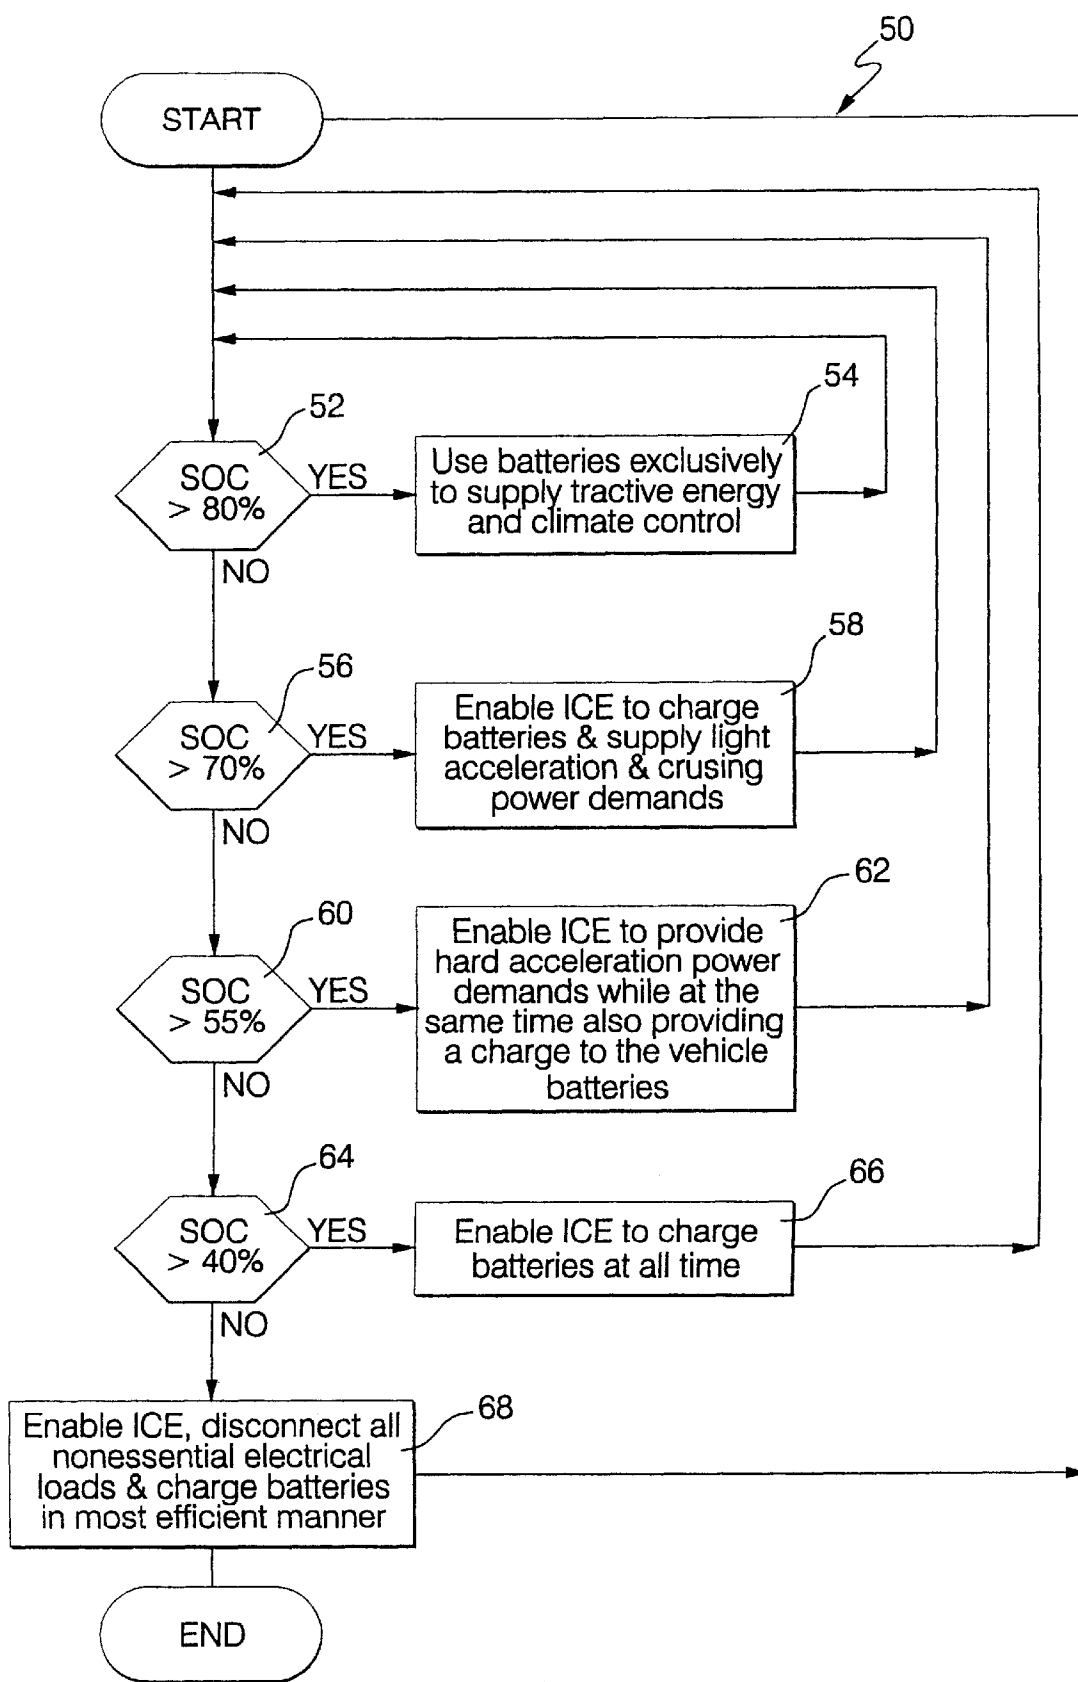 50
START
52
SOC
> 80%
YES
NO
54
Use batteries exclusively
to supply tractive energy
and climate control
56
SOC
> 70%
YES
NO
58
Enable ICE to charge
batteries & supply light
acceleration & crusing
power demands
60
SOC
> 55%
YES
NO
62
Enable ICE to provide
hard acceleration power
demands while at the
same time also providing
a charge to the vehicle
batteries
64
SOC
> 40%
YES
NO
66
Enable ICE to charge
batteries at all time
68
Enable ICE, disconnect all
nonessential electrical
loads & charge batteries
in most efficient manner
END